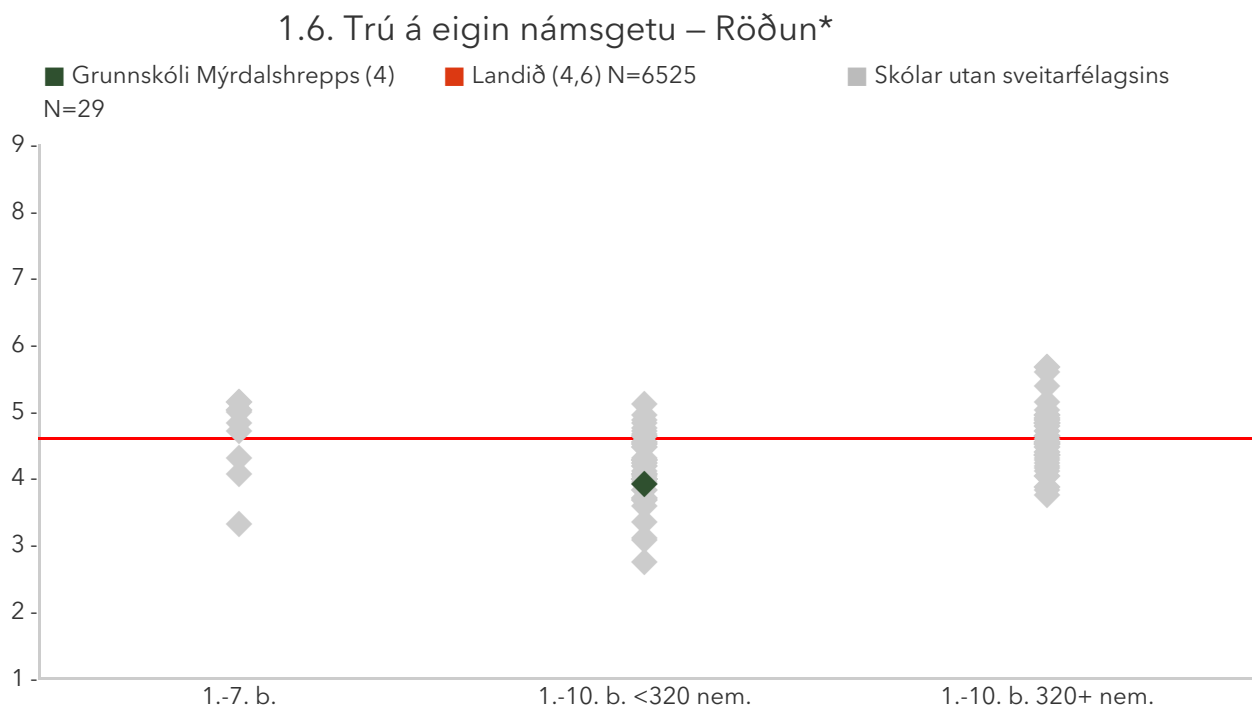 1.6. Trú á eigin námsgetu – Röðun*
Grunnskóli Mýrdalshrepps (4) Landið (4,6) N=6525 Skólar utan sveitarfélagsins
N=29
9
8
7
6
5
4
3
2
1
1.-7. b. 1.-10. b. <320 nem. 1.-10. b. 320+ nem.